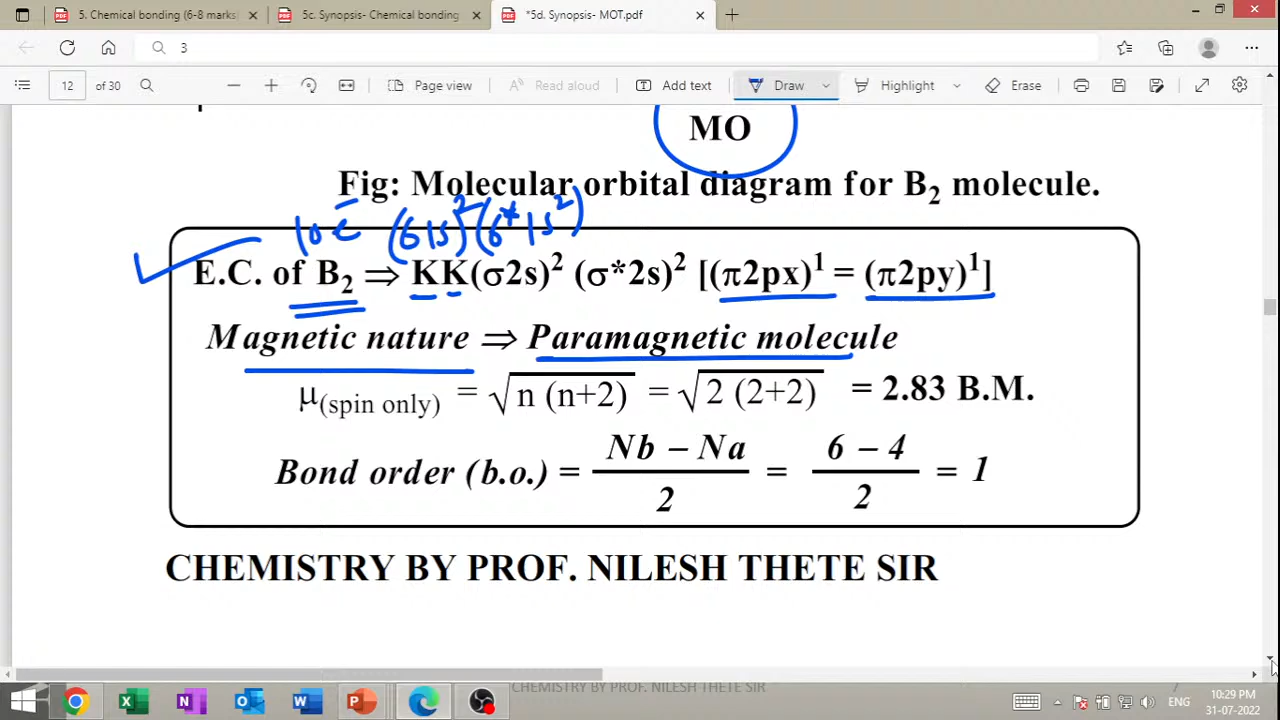 5. Chemical bonding (6-8 marks)
5c. Synopsis- Chemical bonding
*5d. Synopsis- MOT.pdf
3
12 of 30
Page view
Read aloud
Add text
Draw
Highlight
Erase
MO
Fig: Molecular orbital diagram for B₂ molecule.
10 e⁻ (σ1s)² (σ*1s²)
E.C. of B₂ ⇒ KK(σ2s)² (σ*2s)² [(π2px)¹ = (π2py)¹]
Magnetic nature ⇒ Paramagnetic molecule
μ(spin only) = √n (n+2) = √2 (2+2) = 2.83 B.M.
Bond order (b.o.) = Nb – Na / 2 = 6 – 4 / 2 = 1
CHEMISTRY BY PROF. NILESH THETE SIR
CHEMISTRY BY PROF. NILESH THETE SIR 7
ENG
10:29 PM
31-07-2022